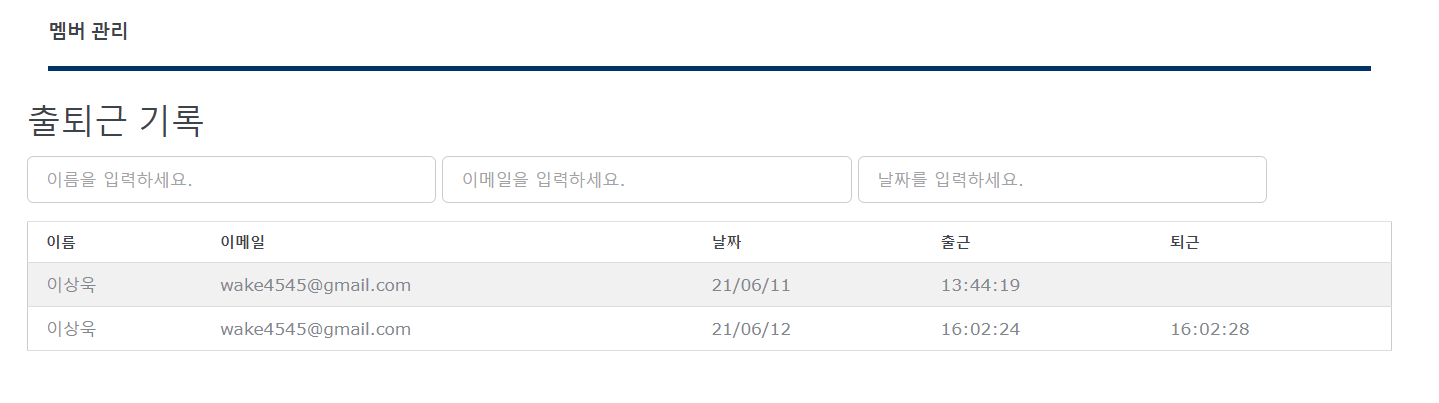 멤버 관리
출퇴근 기록
이름을 입력하세요. 이메일을 입력하세요. 날짜를 입력하세요.
이름 이메일 날짜 출근 퇴근
이상욱 wake4545@gmail.com 21/06/11 13:44:19
이상욱 wake4545@gmail.com 21/06/12 16:02:24 16:02:28